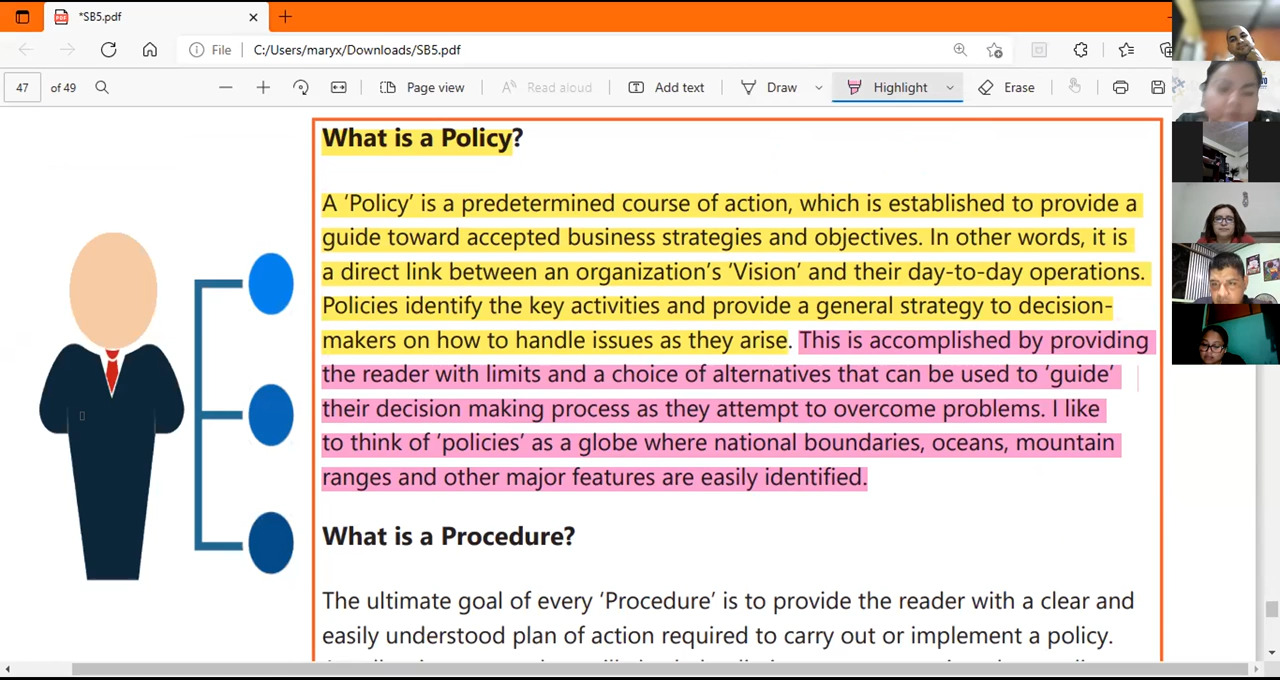 *SB5.pdf
File C:/Users/maryx/Downloads/SB5.pdf
47 of 49 Page view Read aloud Add text Draw Highlight Erase
What is a Policy?
A ‘Policy’ is a predetermined course of action, which is established to provide a
guide toward accepted business strategies and objectives. In other words, it is
a direct link between an organization’s ‘Vision’ and their day-to-day operations.
Policies identify the key activities and provide a general strategy to decision-
makers on how to handle issues as they arise. This is accomplished by providing
the reader with limits and a choice of alternatives that can be used to ‘guide’
their decision making process as they attempt to overcome problems. I like
to think of ‘policies’ as a globe where national boundaries, oceans, mountain
ranges and other major features are easily identified.
What is a Procedure?
The ultimate goal of every ‘Procedure’ is to provide the reader with a clear and
easily understood plan of action required to carry out or implement a policy.